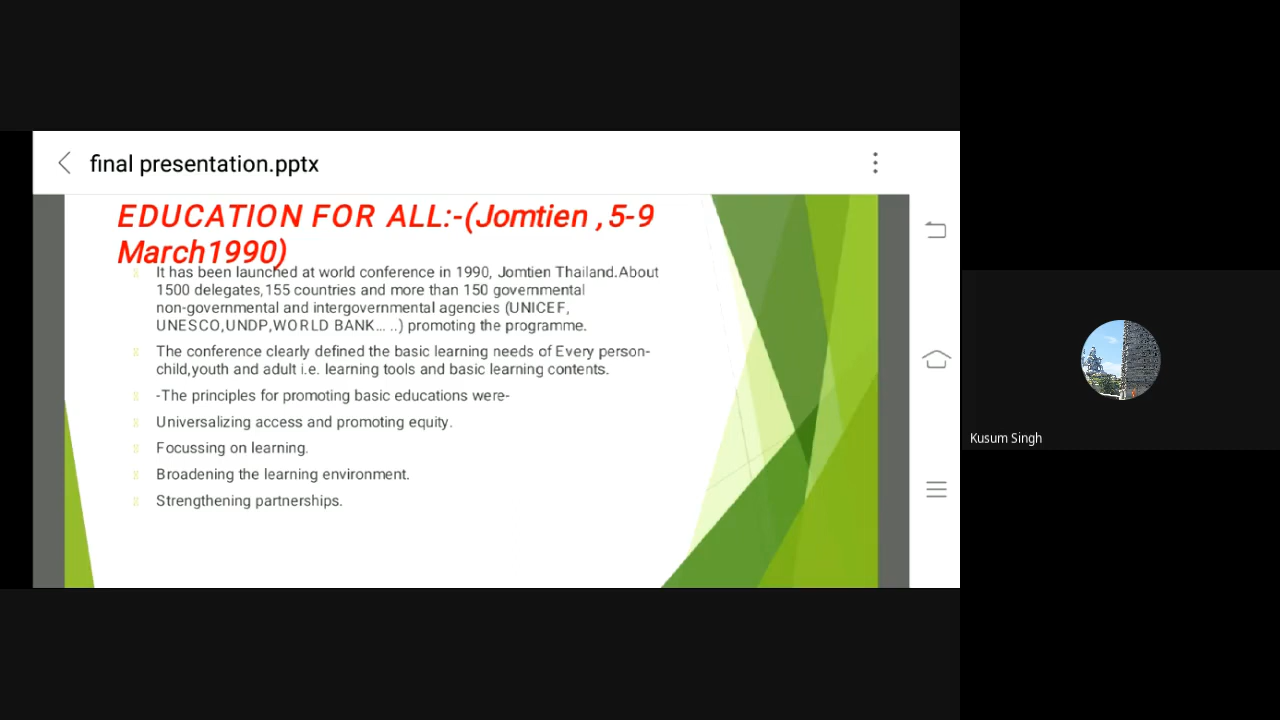 final presentation.pptx
EDUCATION FOR ALL:-(Jomtien ,5-9
March1990)
It has been launched at world conference in 1990, Jomtien Thailand.About
1500 delegates,155 countries and more than 150 governmental
non-governmental and intergovernmental agencies (UNICEF,
UNESCO,UNDP,WORLD BANK... ..) promoting the programme.
The conference clearly defined the basic learning needs of Every person-
child,youth and adult i.e. learning tools and basic learning contents.
-The principles for promoting basic educations were-
Universalizing access and promoting equity.
Focussing on learning.
Broadening the learning environment.
Strengthening partnerships.
Kusum Singh